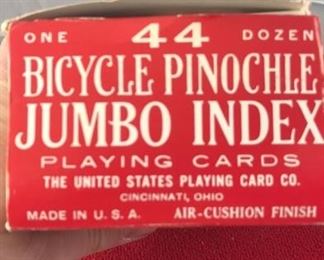 ONE 44 DOZEN
BICYCLE PINOCHLE
JUMBO INDEX
PLAYING CARDS
THE UNITED STATES PLAYING CARD CO.
CINCINNATI, OHIO
MADE IN U.S.A. AIR-CUSHION FINISH